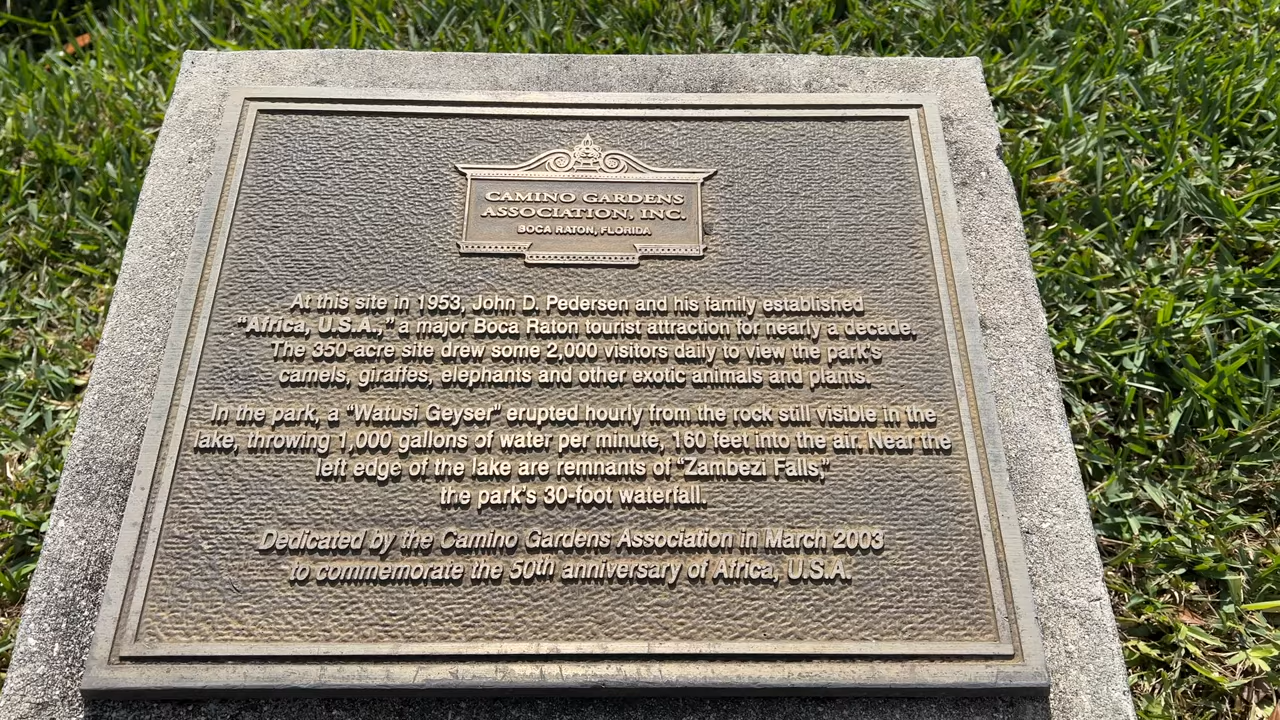 CAMINO GARDENS
ASSOCIATION, INC.
BOCA RATON, FLORIDA
At this site in 1953, John D. Pedersen and his family established
"Africa, U.S.A.," a major Boca Raton tourist attraction for nearly a decade.
The 350-acre site drew some 2,000 visitors daily to view the park's
camels, giraffes, elephants and other exotic animals and plants.
In the park, a "Watusi Geyser" erupted hourly from the rock still visible in the
lake, throwing 1,000 gallons of water per minute, 160 feet into the air. Near the
left edge of the lake are remnants of "Zambezi Falls,"
the park's 30-foot waterfall.
Dedicated by the Camino Gardens Association in March 2003
to commemorate the 50th anniversary of Africa, U.S.A.